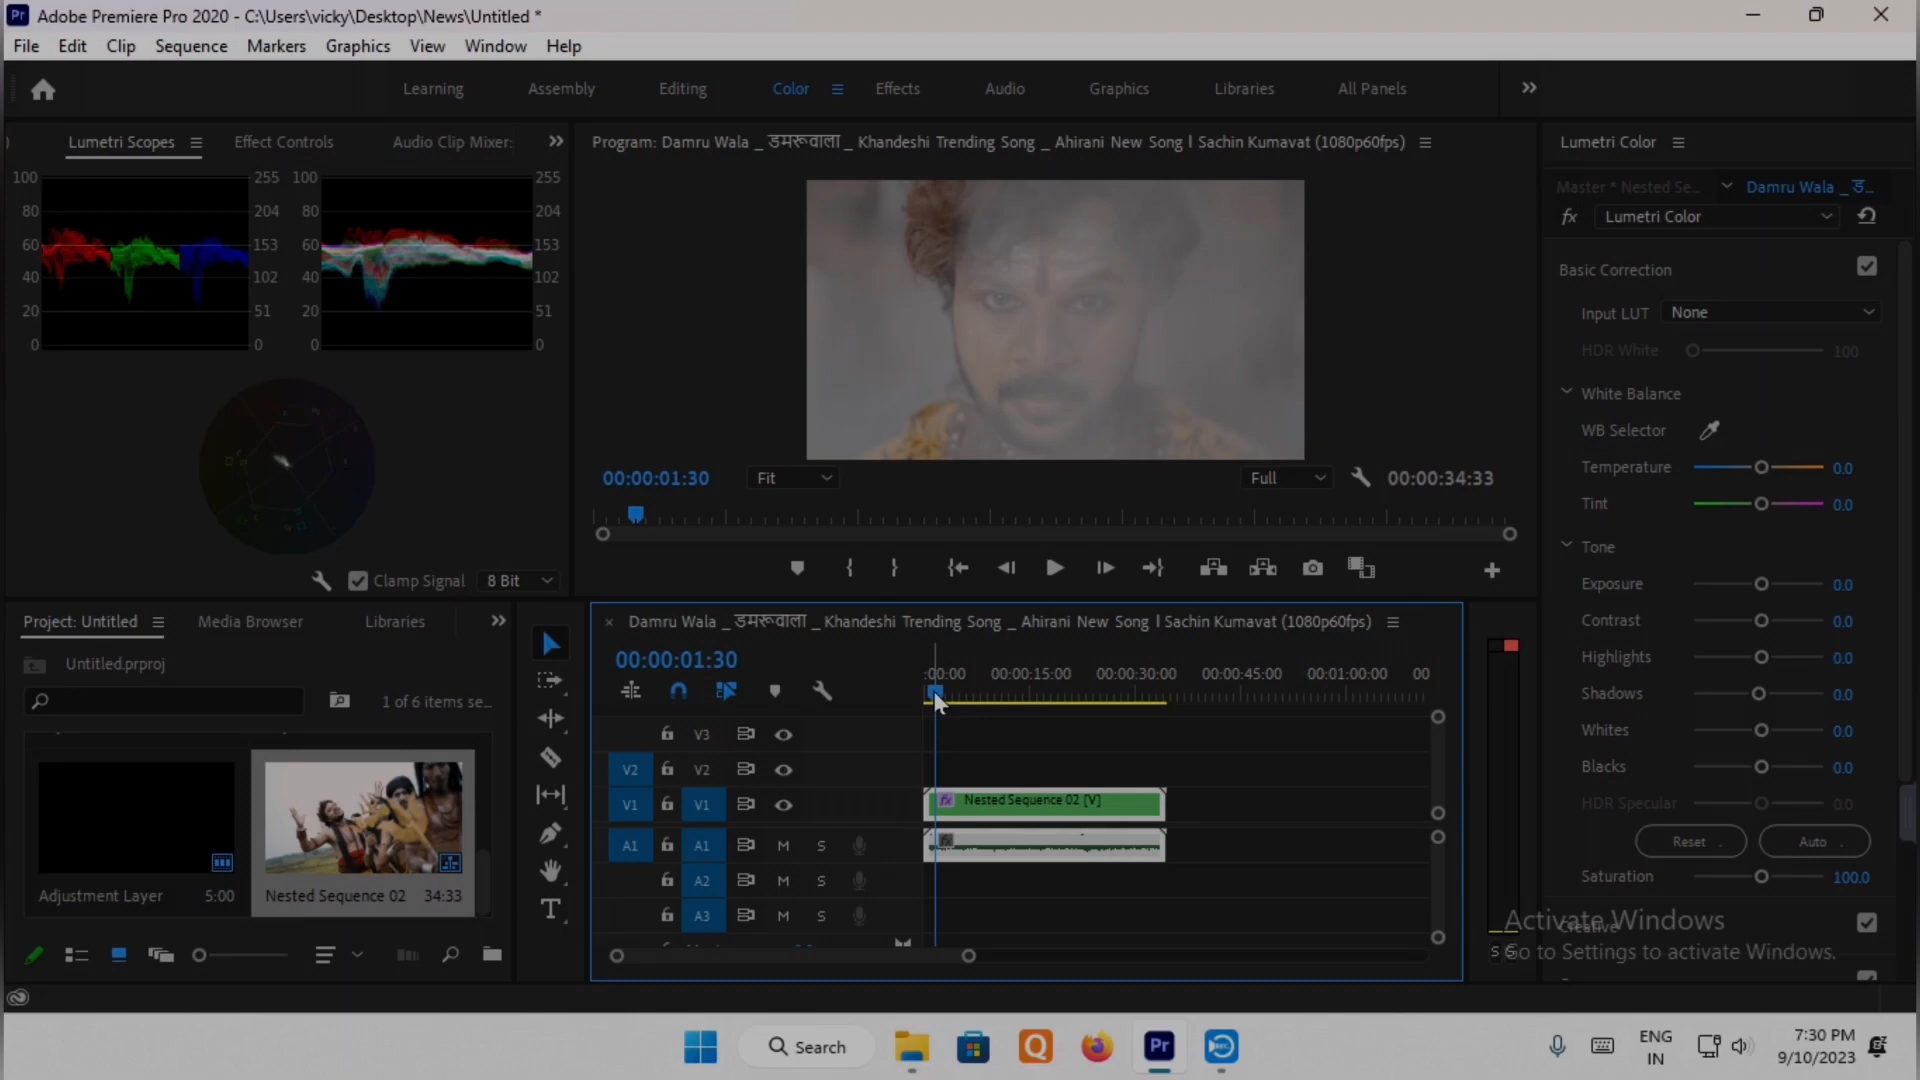 Adobe Premiere Pro 2020 - C:\Users\vicky\Desktop\News\Untitled *
File Edit Clip Sequence Markers Graphics View Window Help
Learning Assembly Editing Color Effects Audio Graphics Libraries All Panels
Lumetri Scopes Effect Controls Audio Clip Mixer:
Program: Damru Wala _ डमरूवाला _ Khandeshi Trending Song _ Ahirani New Song l Sachin Kumavat (1080p60fps)
Lumetri Color
100 255 100 255
80 204 80 204
60 153 60 153
40 102 40 102
20 51 20 51
0 0 0 0
Clamp Signal 8 Bit
00:00:01:30 Fit Full 00:00:34:33
Master * Nested Se... Damru Wala _ ड...
fx Lumetri Color
Basic Correction
Input LUT None
HDR White 100
White Balance
WB Selector
Temperature 0.0
Tint 0.0
Tone
Exposure 0.0
Contrast 0.0
Highlights 0.0
Shadows 0.0
Whites 0.0
Blacks 0.0
HDR Specular 0.0
Reset Auto
Saturation 100.0
Creative
Activate Windows
Go to Settings to activate Windows.
Project: Untitled Media Browser Libraries
Untitled.prproj
1 of 6 items se...
Adjustment Layer 5:00
Nested Sequence 02 34:33
Damru Wala _ डमरूवाला _ Khandeshi Trending Song _ Ahirani New Song l Sachin Kumavat (1080p60fps)
00:00:01:30
:00:00 00:00:15:00 00:00:30:00 00:00:45:00 00:01:00:00 00
V3
V2 V2
V1 V1 fx Nested Sequence 02 [V]
A1 A1 M S fx
A2 M S
A3 M S
S S
Search
ENG
IN
7:30 PM
9/10/2023